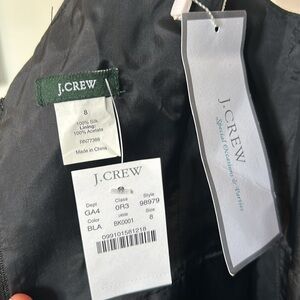 J.CREW
8
100% Silk
Lining:
100% Acetate
RN77388
Made in China
J.CREW
Dept Class Style
GA4 0R3 98979
Color Size
BLA BK0001 8
099101581218
J.CREW
Special Occasions & Parties